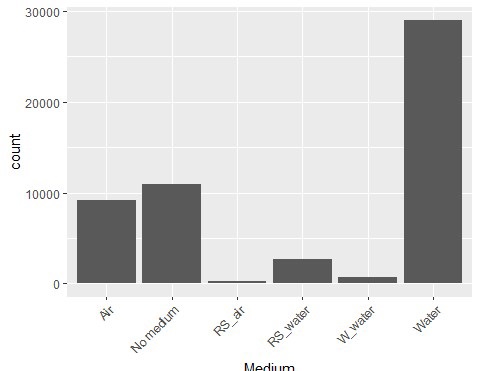 30000
20000
10000
0
count
Air
No medium
RS_air
RS_water
W_water
Water
Medium